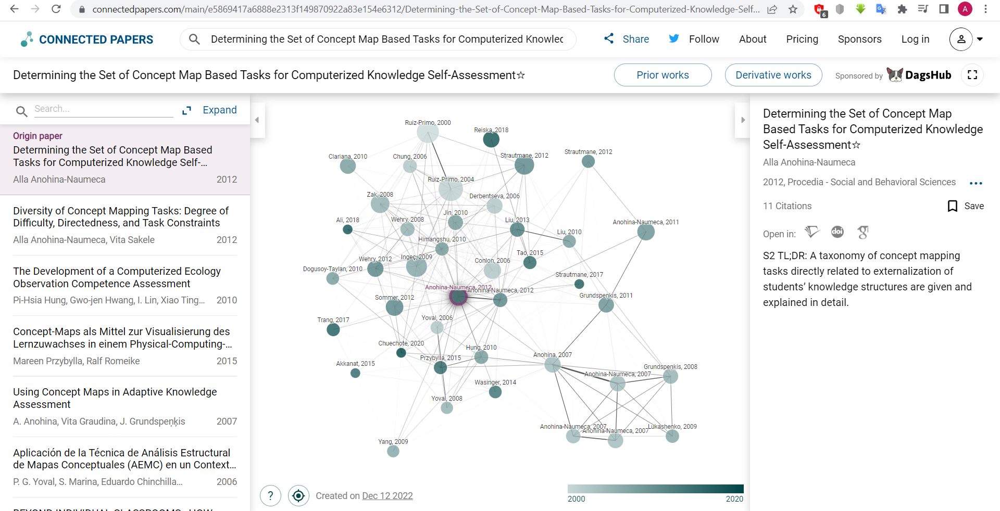 connectedpapers.com/main/e5869417a6888e2313f149870922a83e154e6312/Determining-the-Set-of-Concept-Map-Based-Tasks-for-Computerized-Knowledge-Self...
6
A
CONNECTED PAPERS
Determining the Set of Concept Map Based Tasks for Computerized Knowlec
Share
Follow
About
Pricing
Sponsors
Log in
Determining the Set of Concept Map Based Tasks for Computerized Knowledge Self-Assessment☆
Prior works
Derivative works
Sponsored by
DagsHub
Search...
Expand
Origin paper
Determining the Set of Concept Map Based
Tasks for Computerized Knowledge Self-...
Alla Anohina-Naumeca 2012
Diversity of Concept Mapping Tasks: Degree of
Difficulty, Directedness, and Task Constraints
Alla Anohina-Naumeca, Vita Sakele 2012
The Development of a Computerized Ecology
Observation Competence Assessment
Pi-Hsia Hung, Gwo-jen Hwang, I. Lin, Xiao Ting... 2010
Concept-Maps als Mittel zur Visualisierung des
Lernzuwachses in einem Physical-Computing-...
Mareen Przybylla, Ralf Romeike 2015
Using Concept Maps in Adaptive Knowledge
Assessment
A. Anohina, Vita Graudina, J. Grundspeņķis 2007
Aplicación de la Técnica de Análisis Estructural
de Mapas Conceptuales (AEMC) en un Context...
P. G. Yoval, S. Marina, Eduardo Chinchilla... 2006
BEYOND INDIVIDUAL CLASSROOMS: HOW
Ruiz-Primo, 2000
Reiska, 2018
Clariana, 2010
Chung, 2006
Strautmane, 2012
Strautmane, 2012
Ruiz-Primo, 2004
Zak, 2008
Derbentseva, 2006
Ali, 2018
Wehry, 2008
Jin, 2010
Liu, 2013
Anohina-Naumeca, 2011
Liu, 2010
Himangshu, 2010
Wehry, 2012
Ingeç, 2009
Conlon, 2006
Tao, 2015
Dogusoy-Taylan, 2010
Strautmane, 2017
Anohina-Naumeca, 2012
Anohina-Naumeca, 2012
Sommer, 2012
Grundspenkis, 2011
Trang, 2017
Yoval, 2006
Chuechote, 2020
Hung, 2010
Akkanat, 2015
Przybylla, 2015
Anohina, 2007
Anohina-Naumeca, 2007
Grundspenkis, 2008
Wasinger, 2014
Yoval, 2008
Anohina-Naumeca, 2007
Anohina-Naumeca, 2007
Lukashenko, 2009
Yang, 2009
?
Created on Dec 12 2022
2000 2020
Determining the Set of Concept Map
Based Tasks for Computerized Knowledge
Self-Assessment☆
Alla Anohina-Naumeca
2012, Procedia - Social and Behavioral Sciences
11 Citations
Save
Open in:
doi
S2 TL;DR: A taxonomy of concept mapping
tasks directly related to externalization of
students’ knowledge structures are given and
explained in detail.